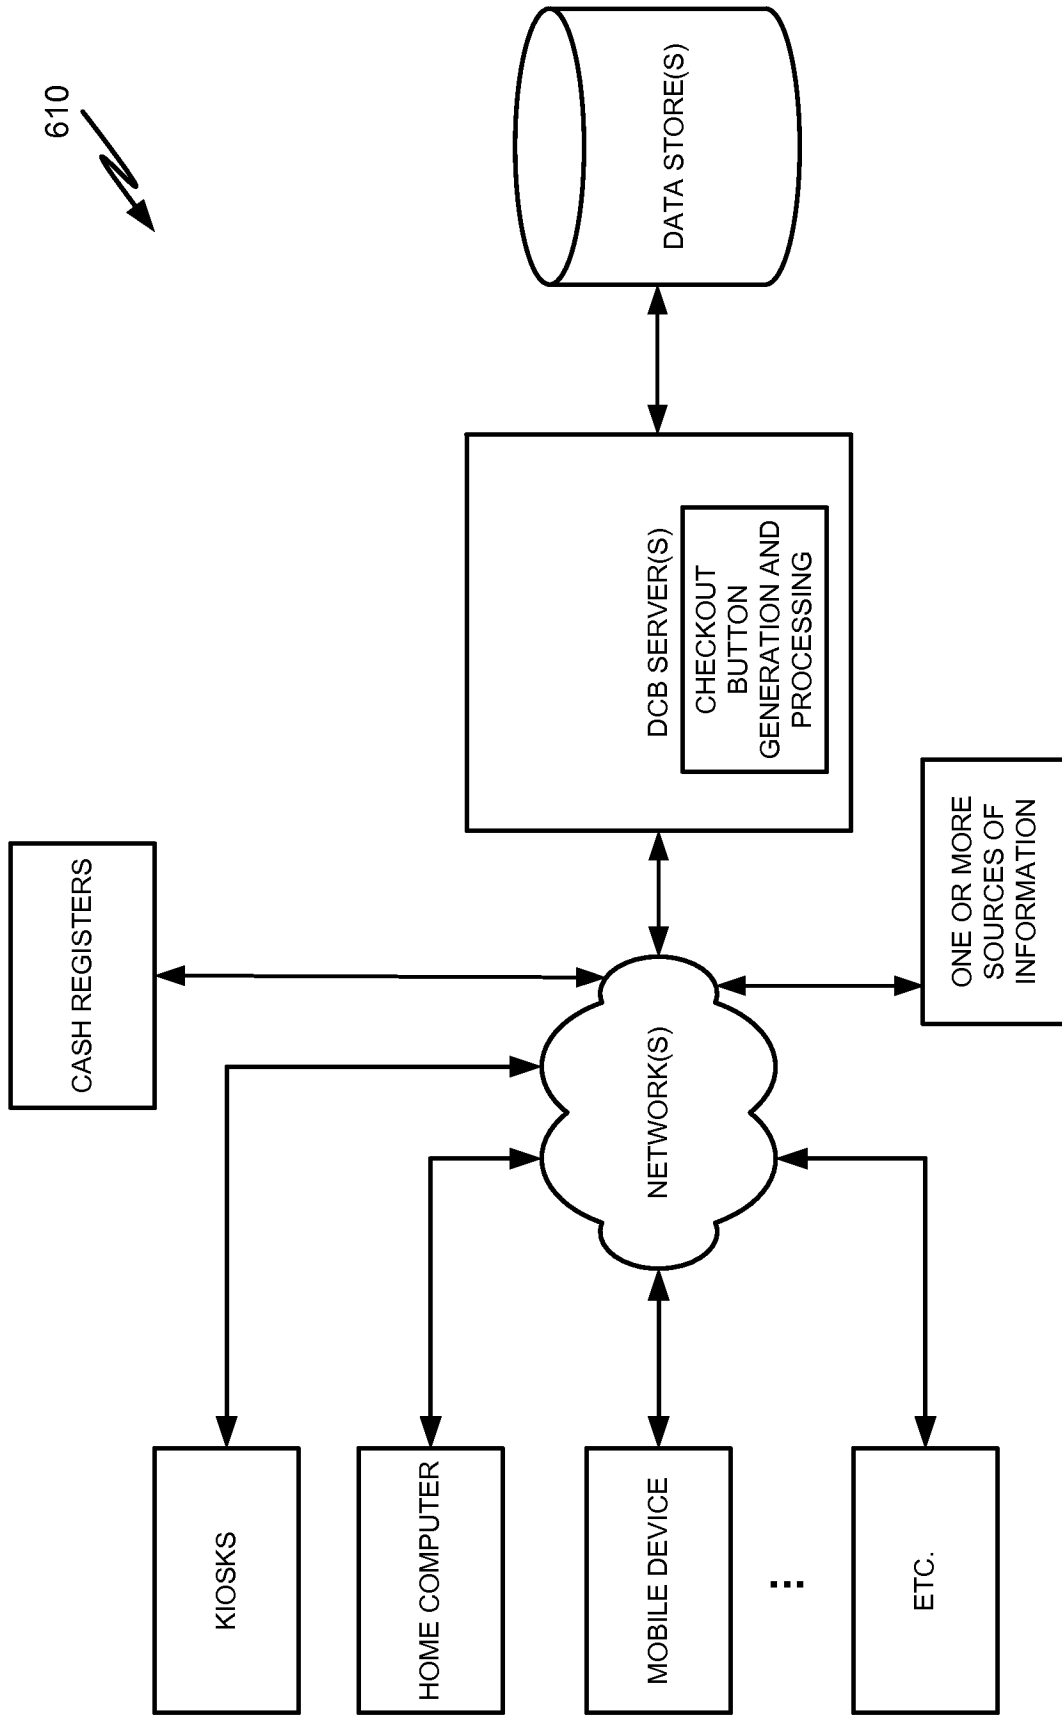 610
CASH REGISTERS
KIOSKS
HOME COMPUTER
MOBILE DEVICE
...
ETC.
NETWORK(S)
ONE OR MORE
SOURCES OF
INFORMATION
DCB SERVER(S)
CHECKOUT
BUTTON
GENERATION AND
PROCESSING
DATA STORE(S)